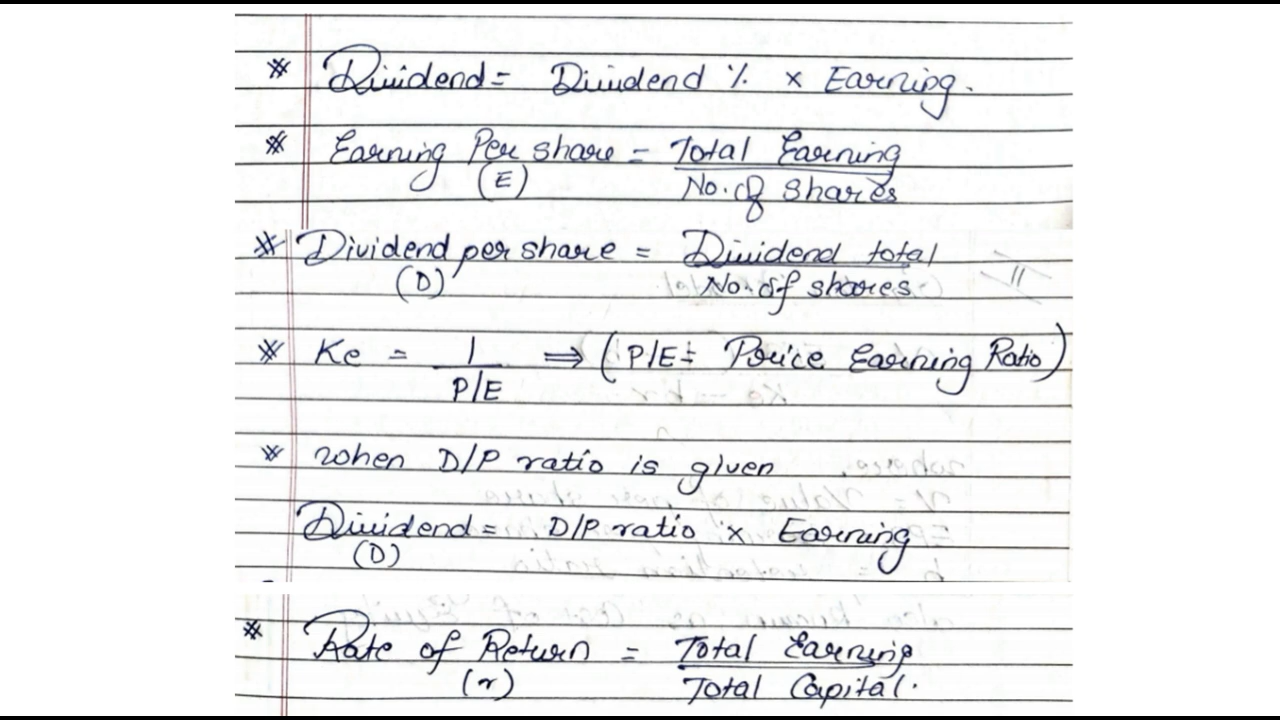 * Dividend = Dividend % × Earning.
* Earning Per share = Total Earning
(E) No. of Shares
* Dividend per share = Dividend total
(D) No. of shares
* Ke = 1 ⇒ (P/E = Price Earning Ratio)
P/E
* when D/P ratio is given
Dividend = D/P ratio × Earning
(D)
* Rate of Return = Total Earning
(r) Total Capital.